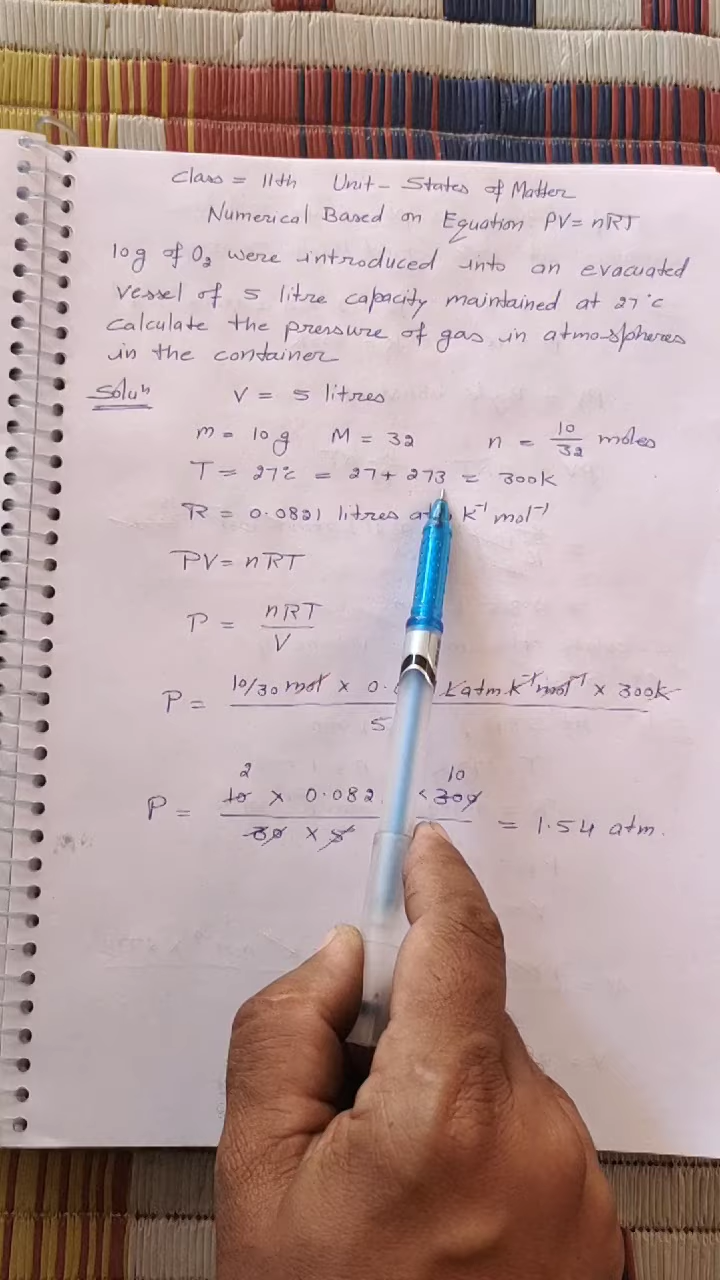 Class = 11th Unit - States of Matter
Numerical Based on Equation PV = nRT
10g of O2 were introduced into an evacuated
vessel of 5 litre capacity maintained at 27°c
calculate the pressure of gas in atmospheres
in the container
Solun V = 5 litres
m = 10 g M = 32 n = 10/32 moles
T = 27°c = 27 + 273 = 300k
R = 0.0821 litres k⁻¹ mol⁻¹
PV = nRT
P = nRT/V
P = 10/30 mol × 0. L atm k⁻¹ mol⁻¹ × 300k
5
2 10
P = 10 × 0.082 × 300 / 30 × 5 = 1.54 atm.